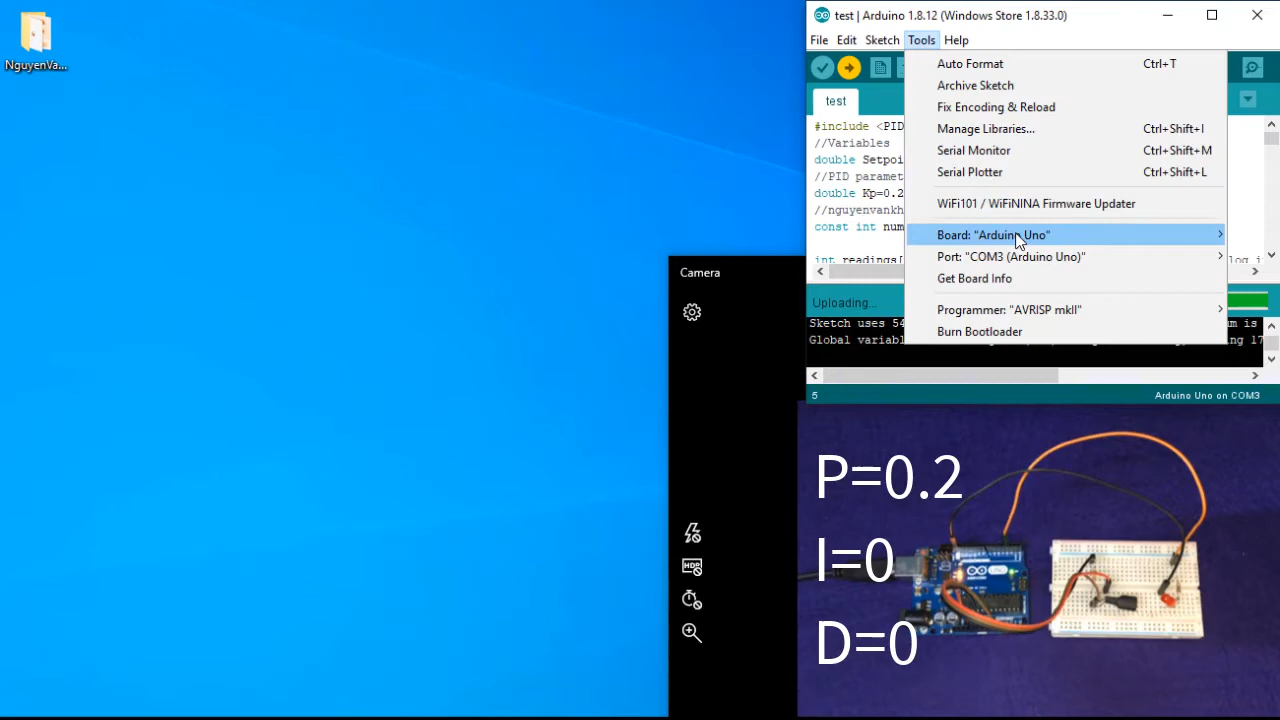 NguyenVa...
test | Arduino 1.8.12 (Windows Store 1.8.33.0)
File Edit Sketch Tools Help
test
#include <PID
//Variables
double Setpoi
//PID paramet
double Kp=0.2
//nguyenvankh
const int num
int readings[
Auto Format Ctrl+T
Archive Sketch
Fix Encoding & Reload
Manage Libraries... Ctrl+Shift+I
Serial Monitor Ctrl+Shift+M
Serial Plotter Ctrl+Shift+L
WiFi101 / WiFiNINA Firmware Updater
Board: "Arduino Uno"
Port: "COM3 (Arduino Uno)"
Get Board Info
Programmer: "AVRISP mkII"
Burn Bootloader
Uploading...
Sketch uses 54
Global variabl
5 Arduino Uno on COM3
Camera
HDR
P=0.2
I=0
D=0
UNO